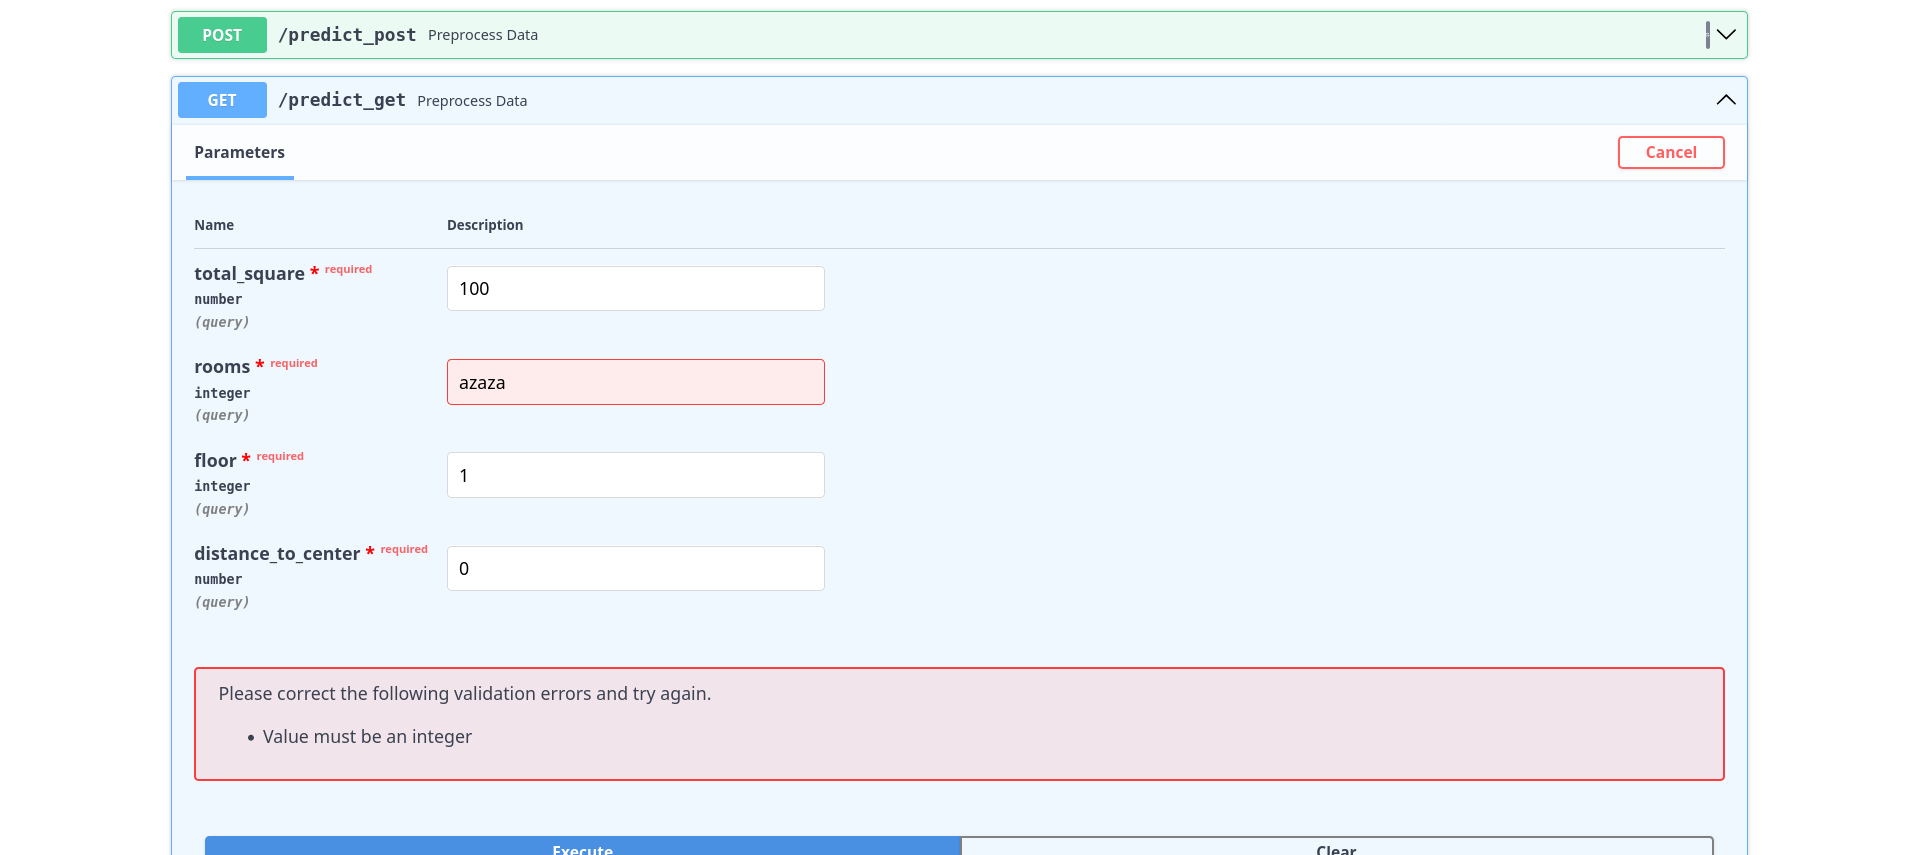 POST /predict_post Preprocess Data
GET /predict_get Preprocess Data
Parameters Cancel
Name Description
total_square * required
number
(query)
100
rooms * required
integer
(query)
azaza
floor * required
integer
(query)
1
distance_to_center * required
number
(query)
0
Please correct the following validation errors and try again.
• Value must be an integer
Execute Clear